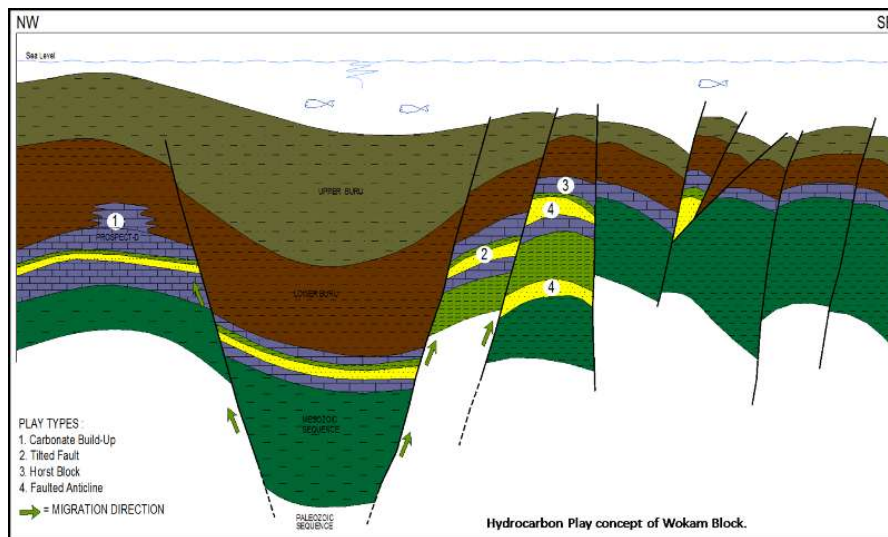 NW
SE
Sea Level
UPPER BURU
3
4
1
PROSPECT-D
2
LOWER BURU
4
MESOZOIC
SEQUENCE
PLAY TYPES :
1. Carbonate Build-Up
2. Tilted Fault
3. Horst Block
4. Faulted Anticline
= MIGRATION DIRECTION
PALEOZOIC
SEQUENCE
Hydrocarbon Play concept of Wokam Block.